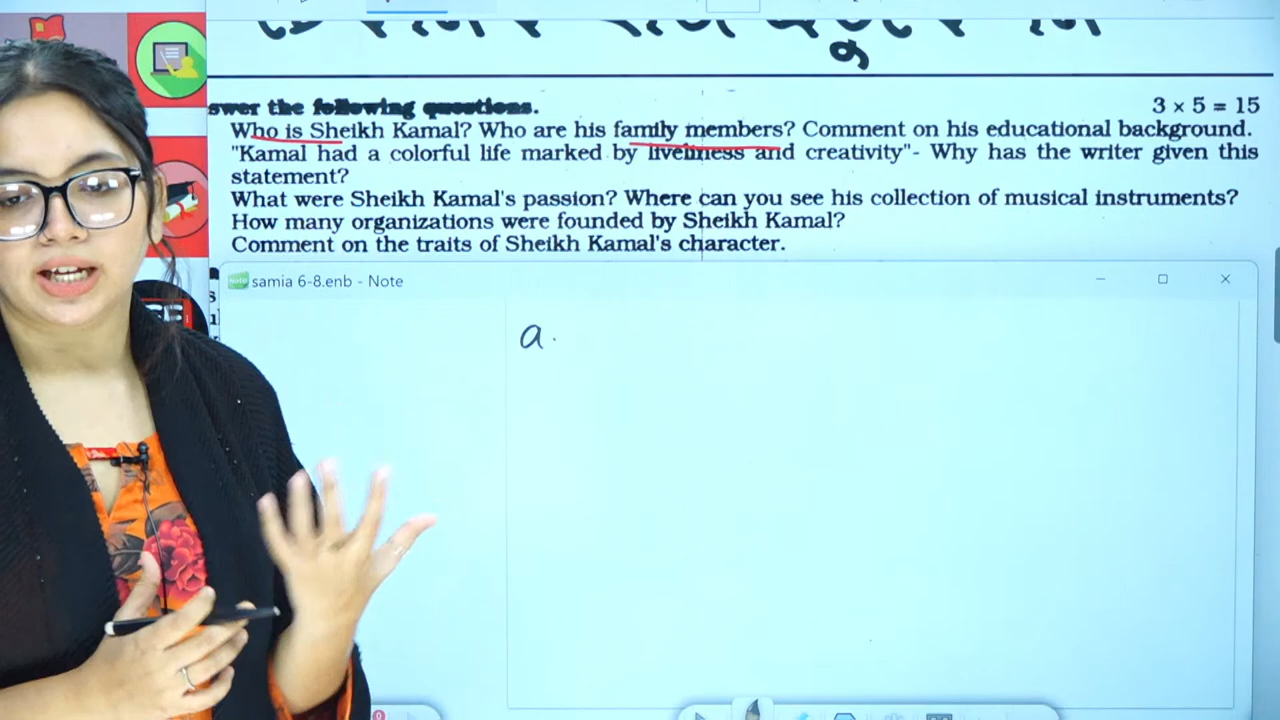 swer the following questions.
3 × 5 = 15
Who is Sheikh Kamal? Who are his family members? Comment on his educational background.
"Kamal had a colorful life marked by liveliness and creativity"- Why has the writer given this
statement?
What were Sheikh Kamal's passion? Where can you see his collection of musical instruments?
How many organizations were founded by Sheikh Kamal?
Comment on the traits of Sheikh Kamal's character.
samia 6-8.enb - Note
a.